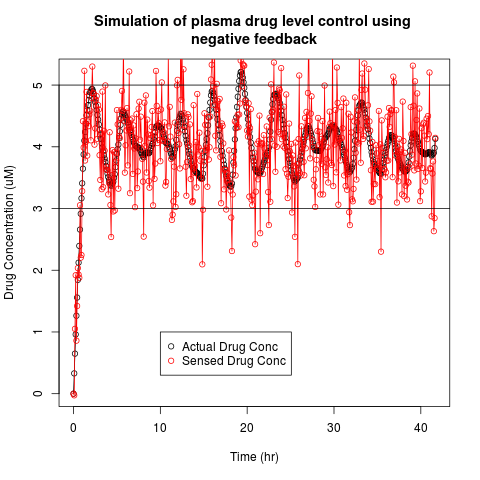 Simulation of plasma drug level control using
negative feedback
Drug Concentration (uM)
5
4
3
2
1
0
Actual Drug Conc
Sensed Drug Conc
0 10 20 30 40
Time (hr)